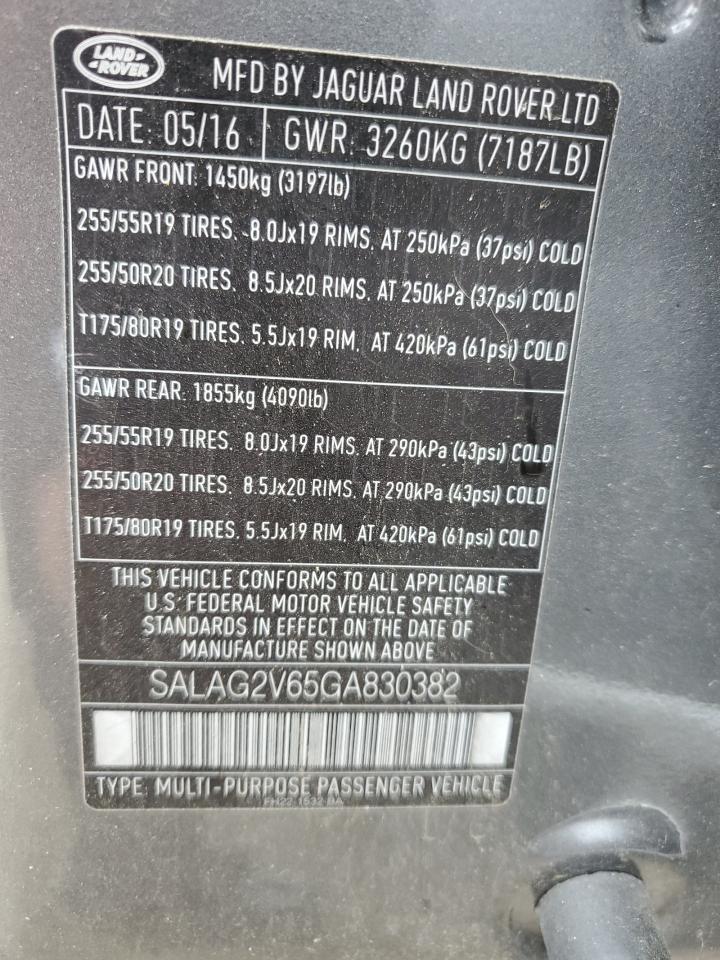 LAND
ROVER
MFD BY JAGUAR LAND ROVER LTD
DATE: 05/16 GWR: 3260KG (7187LB)
GAWR FRONT: 1450kg (3197lb)
255/55R19 TIRES. 8.0Jx19 RIMS. AT 250kPa (37psi) COLD
255/50R20 TIRES. 8.5Jx20 RIMS. AT 250kPa (37psi) COLD
T175/80R19 TIRES. 5.5Jx19 RIM. AT 420kPa (61psi) COLD
GAWR REAR: 1855kg (4090lb)
255/55R19 TIRES. 8.0Jx19 RIMS. AT 290kPa (43psi) COLD
255/50R20 TIRES. 8.5Jx20 RIMS. AT 290kPa (43psi) COLD
T175/80R19 TIRES. 5.5Jx19 RIM. AT 420kPa (61psi) COLD
THIS VEHICLE CONFORMS TO ALL APPLICABLE
U.S. FEDERAL MOTOR VEHICLE SAFETY
STANDARDS IN EFFECT ON THE DATE OF
MANUFACTURE SHOWN ABOVE
SALAG2V65GA830382
TYPE: MULTI-PURPOSE PASSENGER VEHICLE